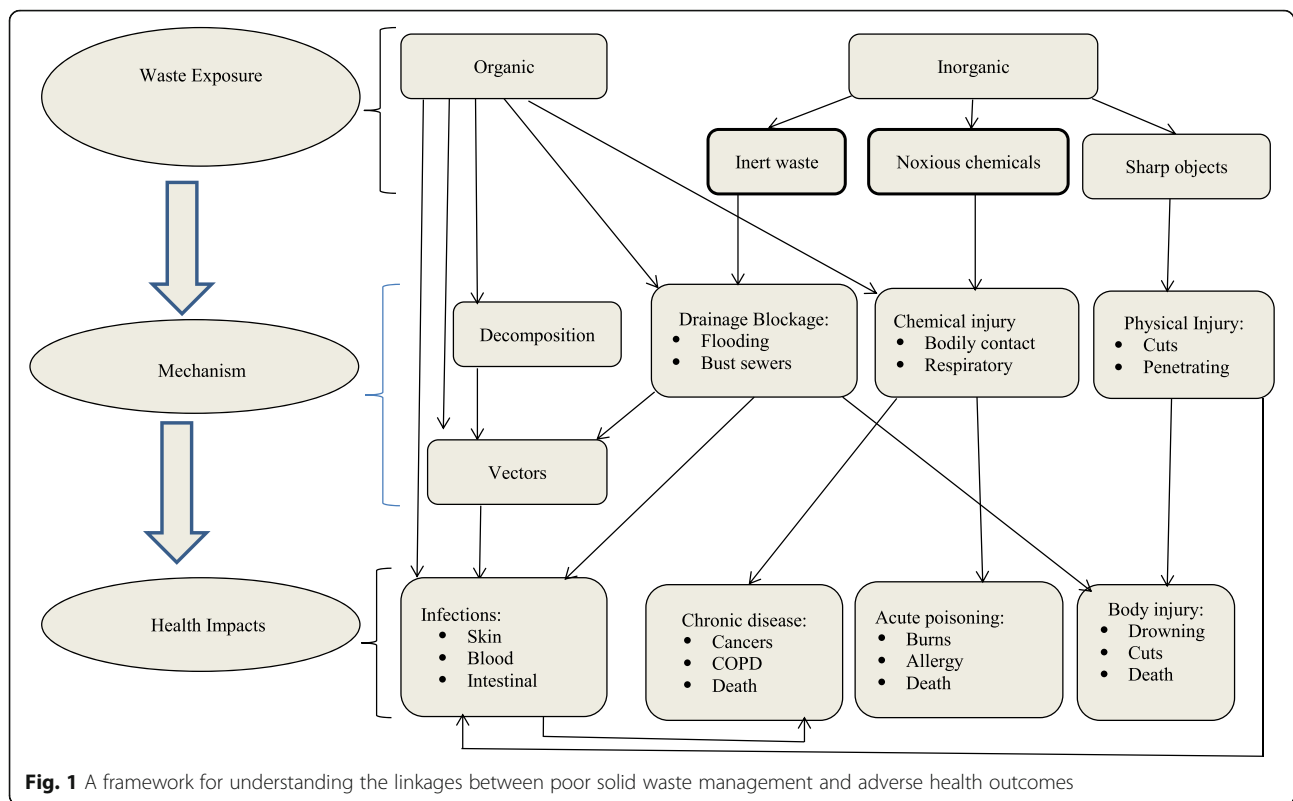 Waste Exposure
Organic
Inorganic
Inert waste
Noxious chemicals
Sharp objects
Mechanism
Decomposition
Drainage Blockage:
• Flooding
• Bust sewers
Chemical injury
• Bodily contact
• Respiratory
Physical Injury:
• Cuts
• Penetrating
Vectors
Health Impacts
Infections:
• Skin
• Blood
• Intestinal
Chronic disease:
• Cancers
• COPD
• Death
Acute poisoning:
• Burns
• Allergy
• Death
Body injury:
• Drowning
• Cuts
• Death
Fig. 1 A framework for understanding the linkages between poor solid waste management and adverse health outcomes